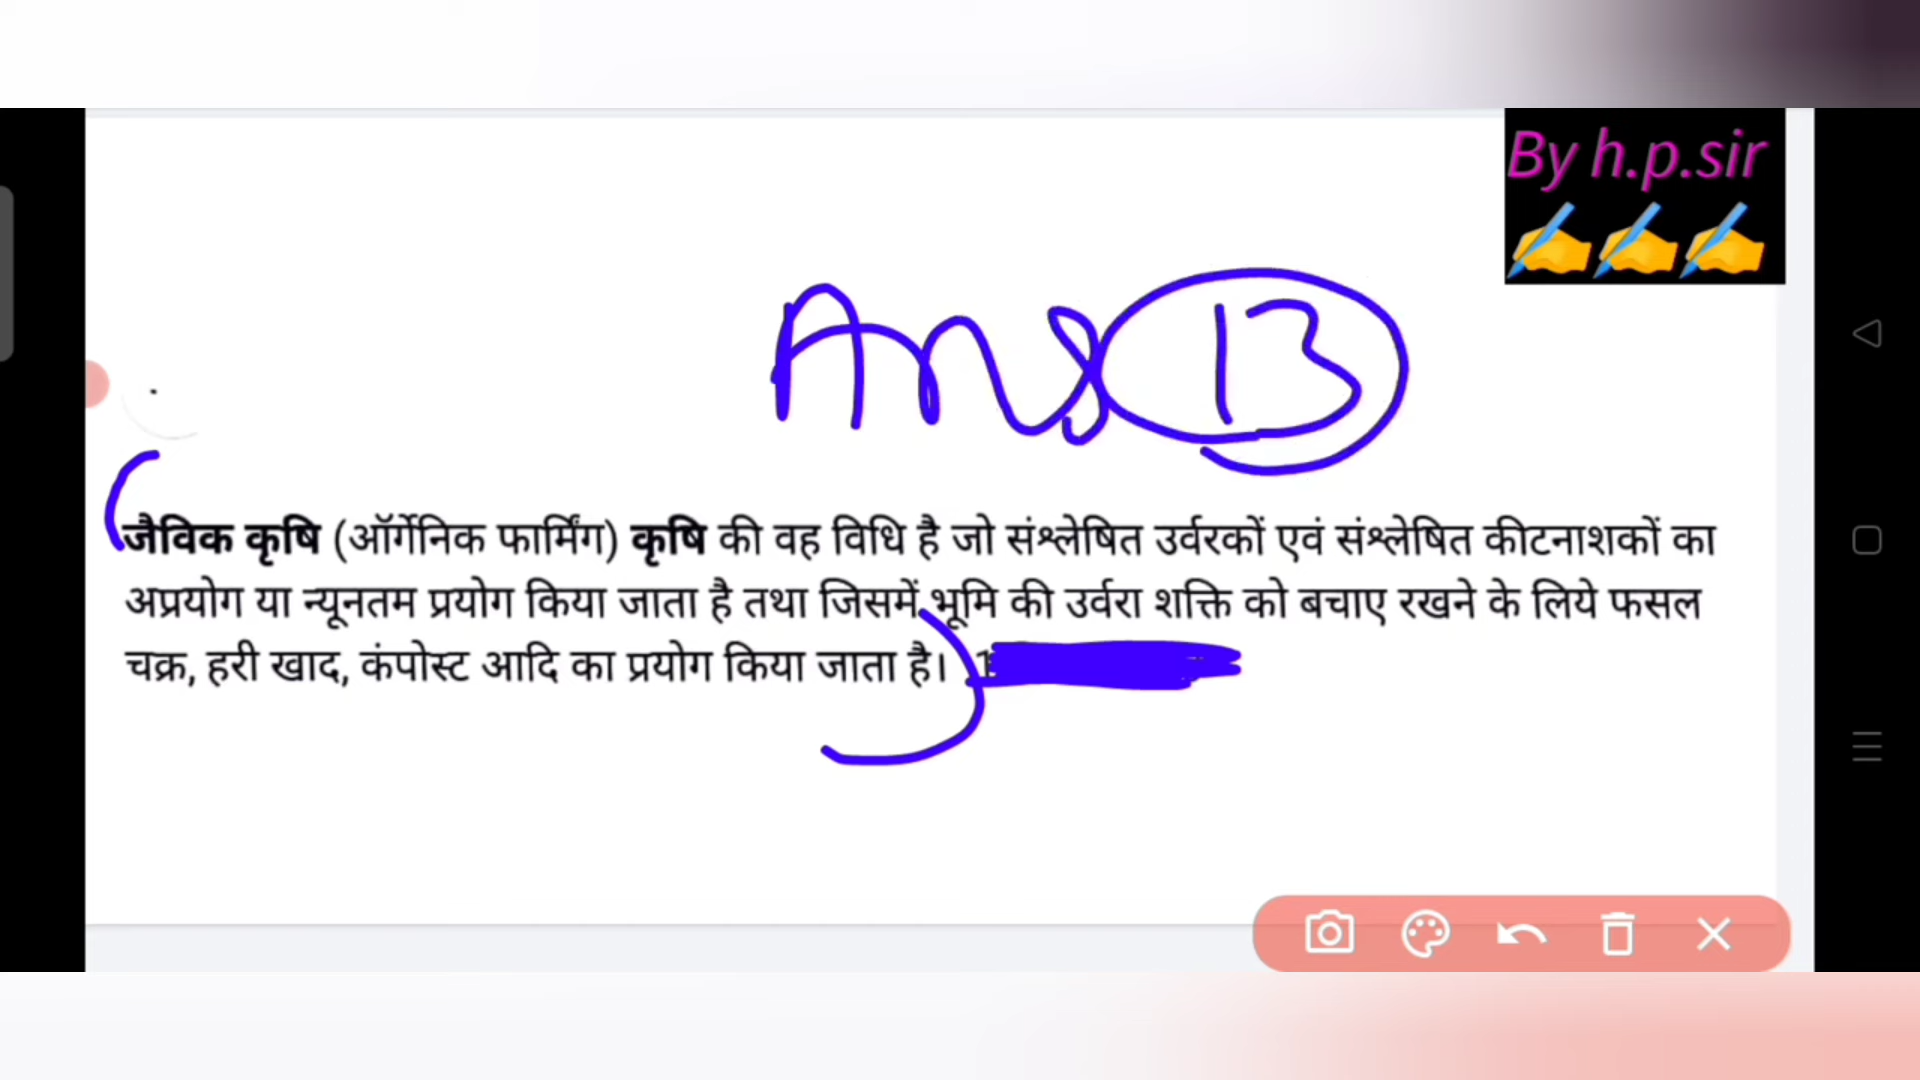 By h.p.sir
Ans 13
जैविक कृषि (ऑर्गेनिक फार्मिंग) कृषि की वह विधि है जो संश्लेषित उर्वरकों एवं संश्लेषित कीटनाशकों का
अप्रयोग या न्यूनतम प्रयोग किया जाता है तथा जिसमें भूमि की उर्वरा शक्ति को बचाए रखने के लिये फसल
चक्र, हरी खाद, कंपोस्ट आदि का प्रयोग किया जाता है।